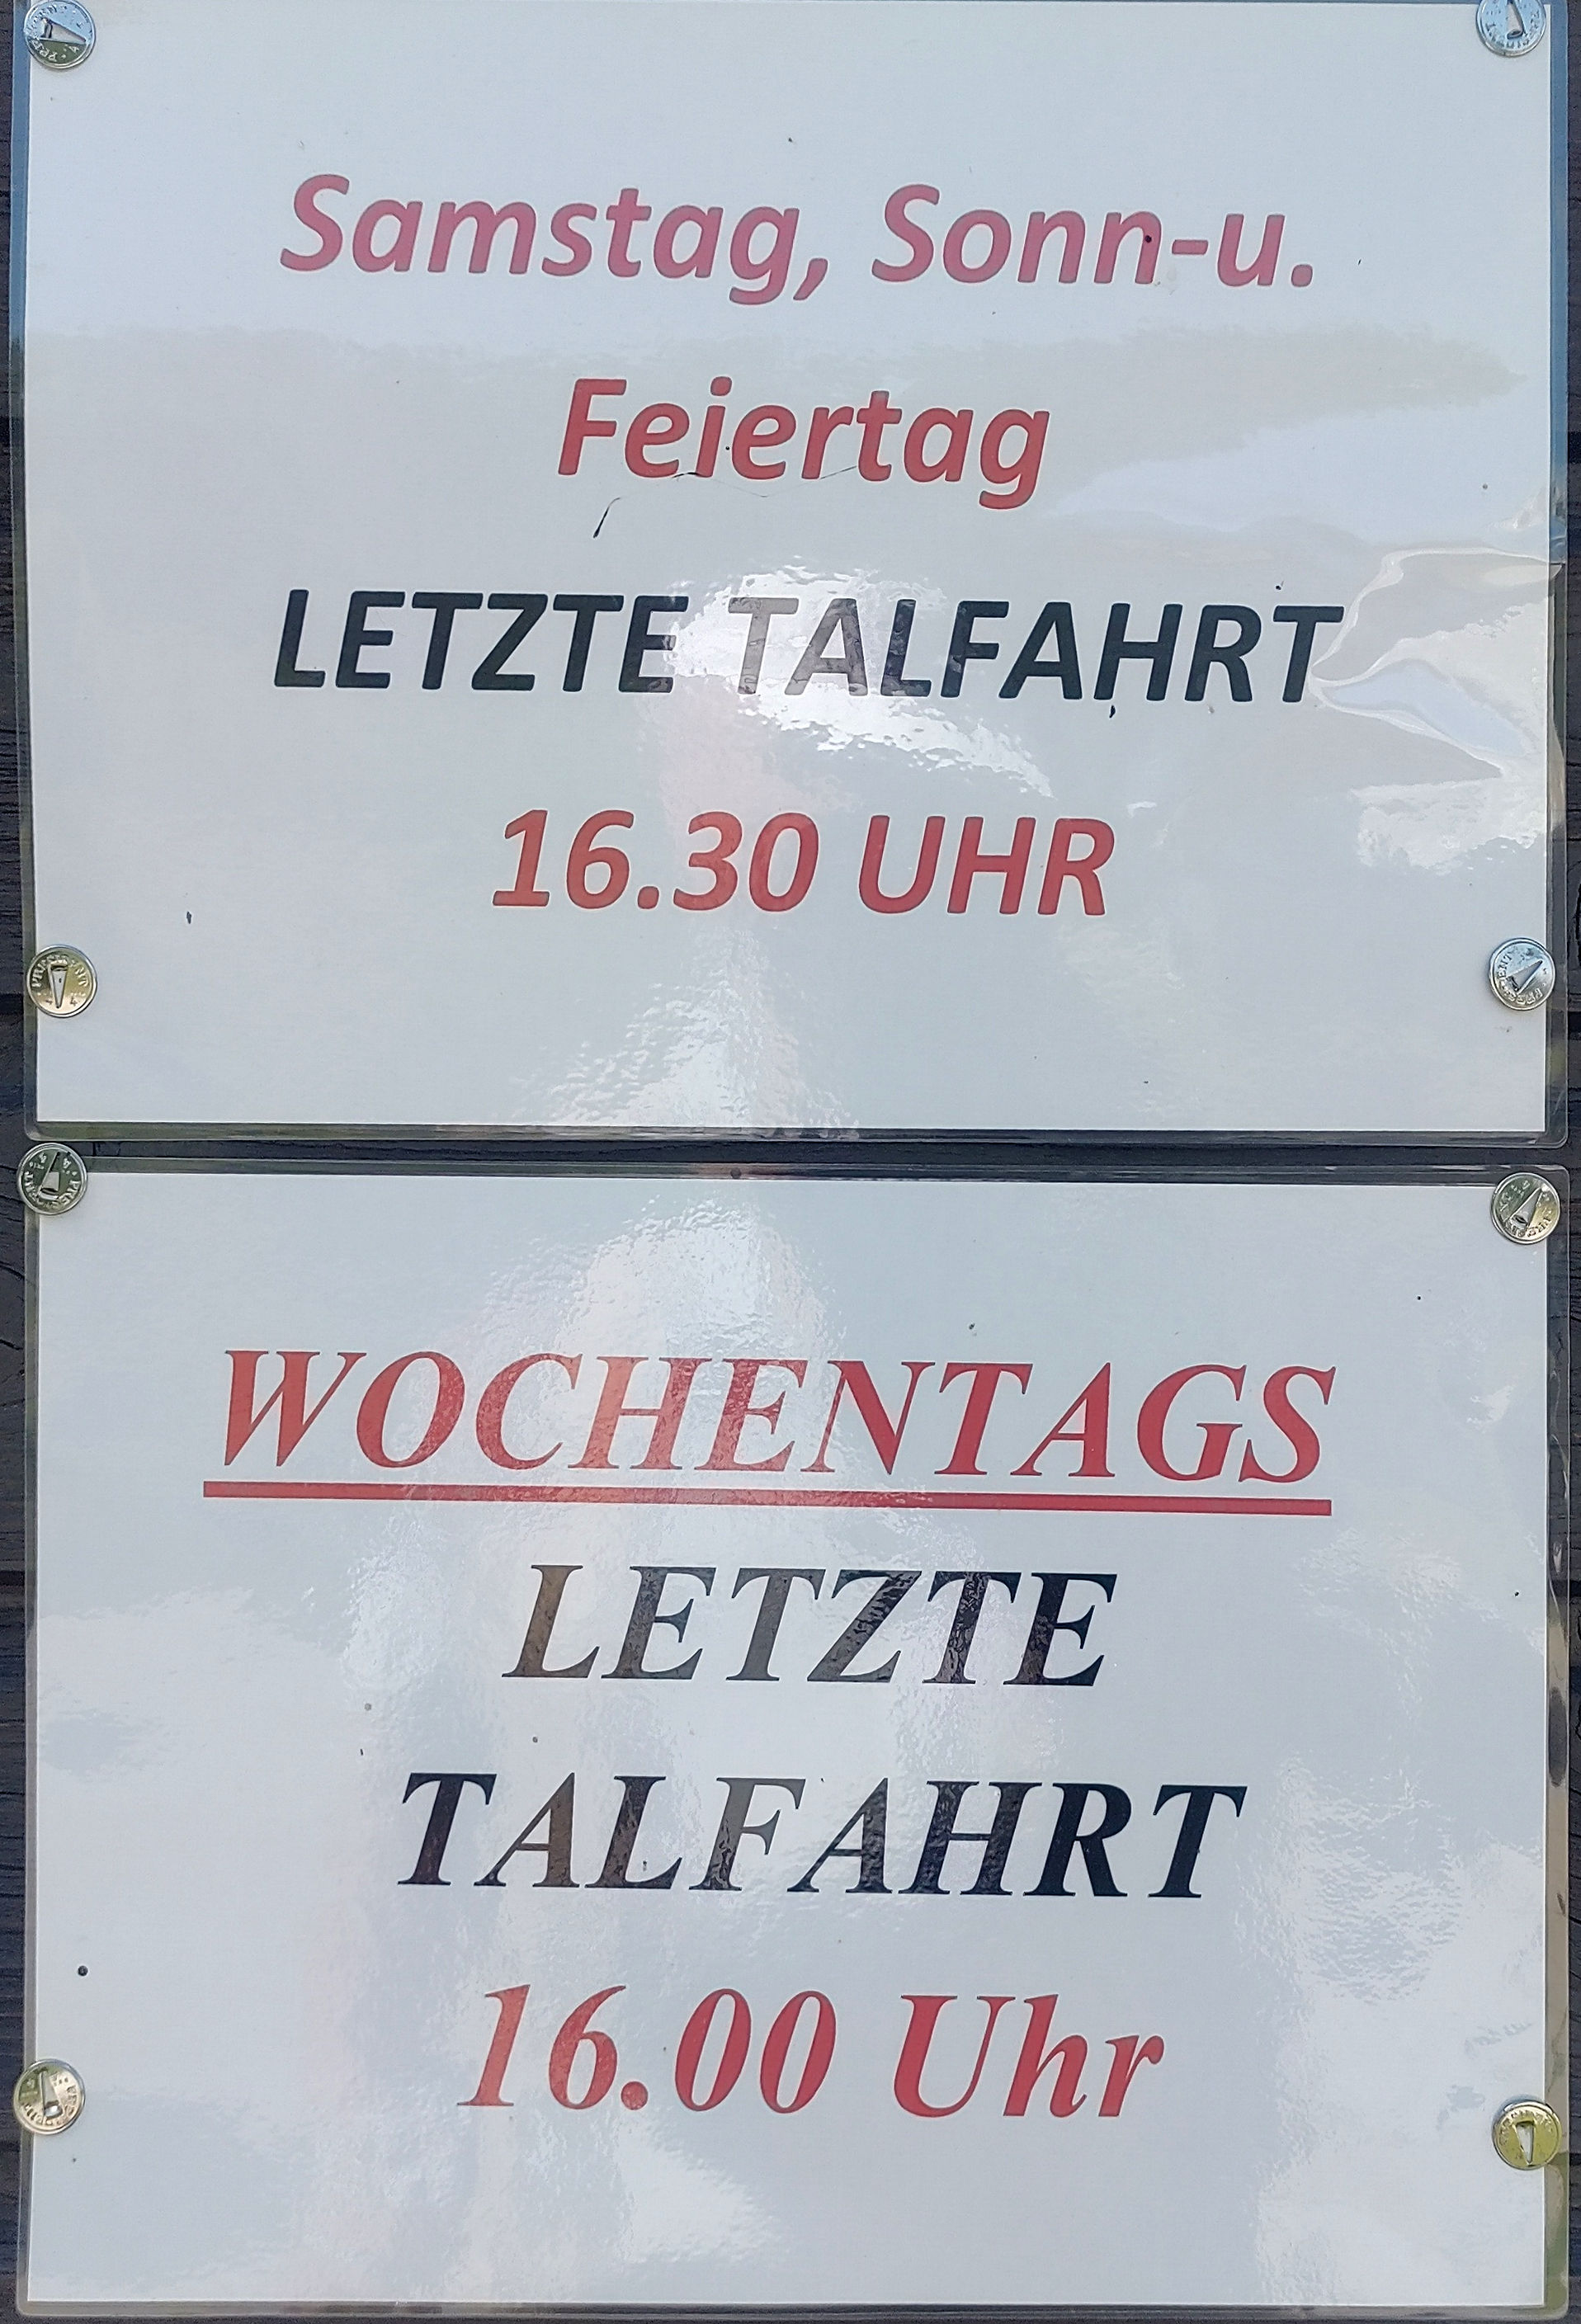 Samstag, Sonn-u.
Feiertag
LETZTE TALFAHRT
16.30 UHR
WOCHENTAGS
LETZTE
TALFAHRT
16.00 Uhr